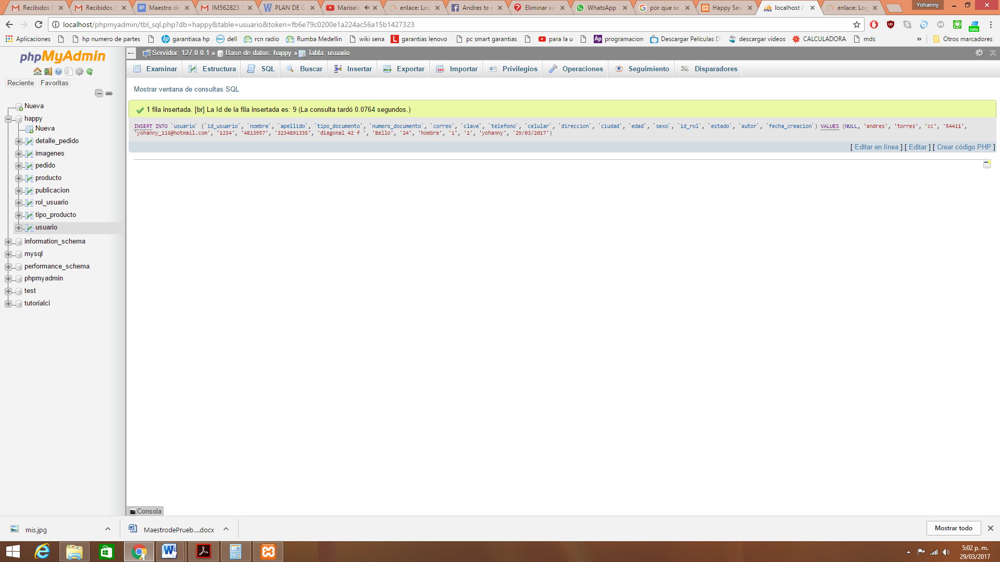 Recibidos (
Recibidos (
Maestro de
IM562823 S
PLAN DE C
Marisela
enlace: Log
Andres te e
Eliminar vir
WhatsApp
por que se
Happy Sex
localhost /
enlace: Log
Yohanny
localhost/phpmyadmin/tbl_sql.php?db=happy&table=usuario&token=fb6e79c0200e1a224ac56a15b1427323
Aplicaciones
hp numero de partes
garantiasa hp
dell
rcn radio
Rumba Medellin
wiki sena
garantias lenovo
pc smart garantias
para la u
programacion
Descargar Películas D
descargar videos
CALCULADORA
mds
»
Otros marcadores
phpMyAdmin
Reciente
Favoritas
Nueva
happy
Nueva
detalle_pedido
imagenes
pedido
producto
publicacion
rol_usuario
tipo_producto
usuario
information_schema
mysql
performance_schema
phpmyadmin
test
tutorialci
Servidor: 127.0.0.1 » Base de datos: happy » Tabla: usuario
Examinar
Estructura
SQL
Buscar
Insertar
Exportar
Importar
Privilegios
Operaciones
Seguimiento
Disparadores
Mostrar ventana de consultas SQL
1 fila insertada. [br] La Id de la fila insertada es: 9 (La consulta tardó 0.0764 segundos.)
INSERT INTO `usuario` (`id_usuario`, `nombre`, `apellido`, `tipo_documento`, `numero_documento`, `correo`, `clave`, `telefono`, `celular`, `direccion`, `ciudad`, `edad`, `sexo`, `id_rol`, `estado`, `autor`, `fecha_creacion`) VALUES (NULL, 'andres', 'torres', 'cc', '54411',
'yohanny_116@hotmail.com', '1234', '4813957', '3234891335', 'diagonal 42 f ', 'Bello', '24', 'hombre', '1', '1', 'yohanny', '29/03/2017')
[ Editar en línea ] [ Editar ] [ Crear código PHP ]
Consola
mis.jpg
MaestrodePrueb....docx
Mostrar todo
5:02 p. m.
29/03/2017